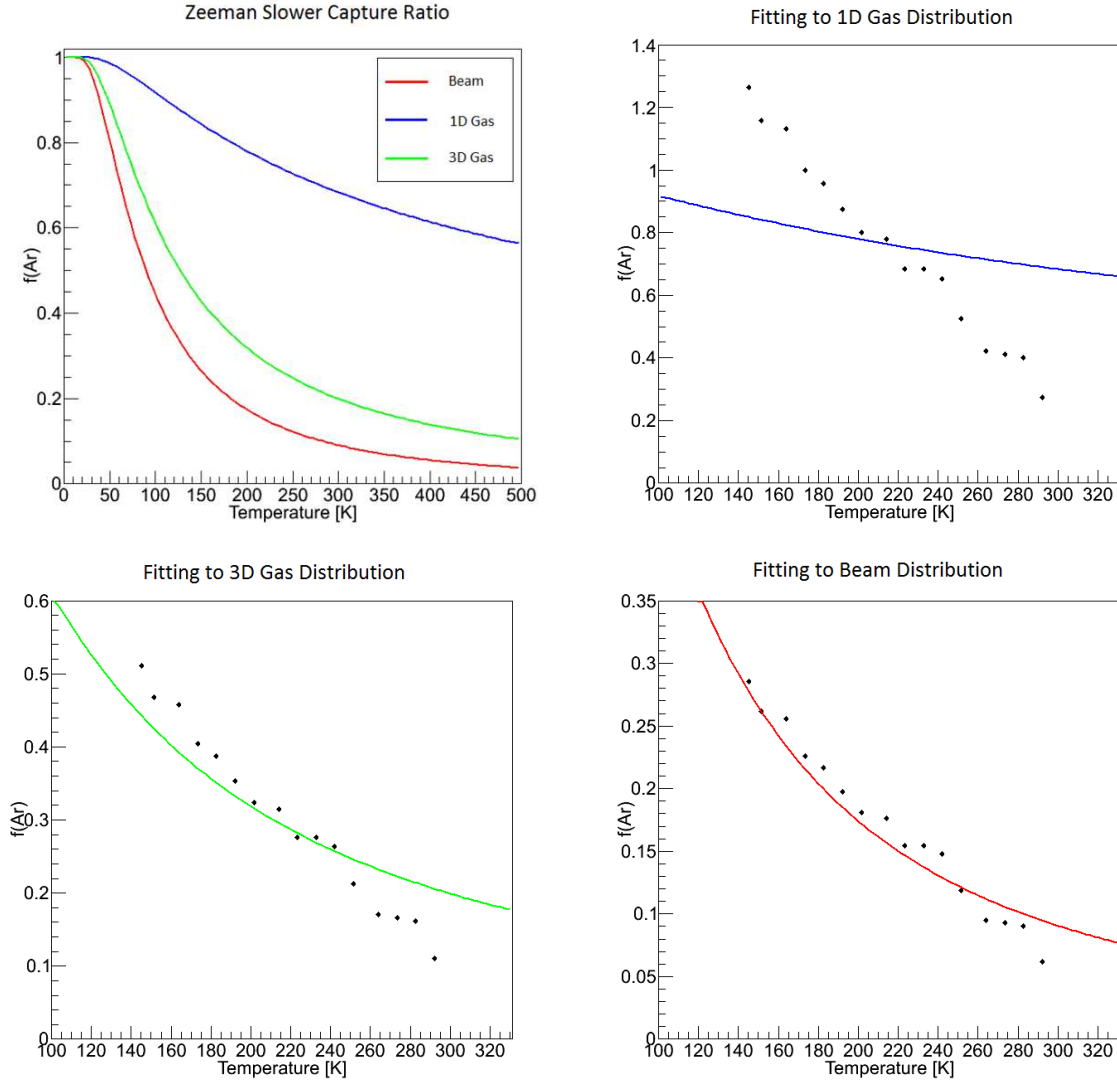 Zeeman Slower Capture Ratio
1
0.8
0.6
0.4
0.2
0
f(Ar)
0 50 100 150 200 250 300 350 400 450 500
Temperature [K]
Beam
1D Gas
3D Gas
Fitting to 1D Gas Distribution
1.4
1.2
1
0.8
0.6
0.4
0.2
0
f(Ar)
100 120 140 160 180 200 220 240 260 280 300 320
Temperature [K]
Fitting to 3D Gas Distribution
0.6
0.5
0.4
0.3
0.2
0.1
0
f(Ar)
100 120 140 160 180 200 220 240 260 280 300 320
Temperature [K]
Fitting to Beam Distribution
0.35
0.3
0.25
0.2
0.15
0.1
0.05
0
f(Ar)
100 120 140 160 180 200 220 240 260 280 300 320
Temperature [K]